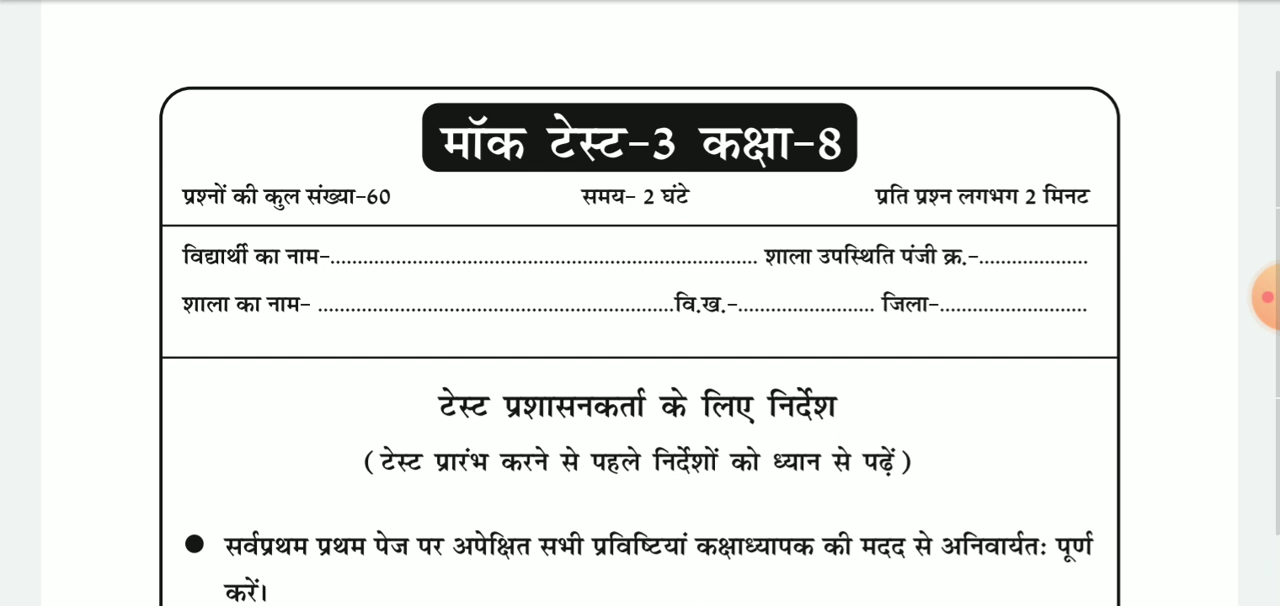 मॉक टेस्ट-3 कक्षा-8
प्रश्नों की कुल संख्या-60 समय- 2 घंटे प्रति प्रश्न लगभग 2 मिनट
विद्यार्थी का नाम-............................................................................... शाला उपस्थिति पंजी क्र.-....................
शाला का नाम- ..................................................................वि.ख.-......................... जिला-...........................
टेस्ट प्रशासनकर्ता के लिए निर्देश
( टेस्ट प्रारंभ करने से पहले निर्देशों को ध्यान से पढ़ें )
● सर्वप्रथम प्रथम पेज पर अपेक्षित सभी प्रविष्टियां कक्षाध्यापक की मदद से अनिवार्यतः पूर्ण
करें।